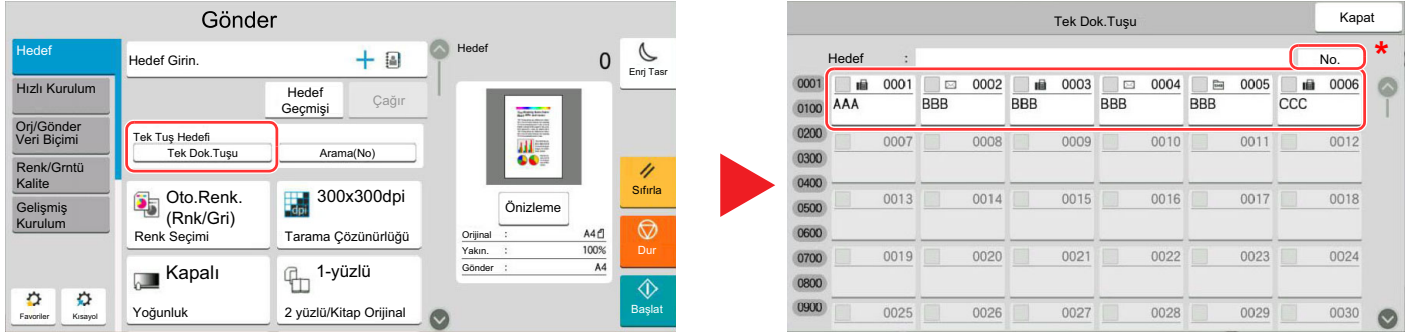 Gönder
Hedef
Hızlı Kurulum
Orj/Gönder
Veri Biçimi
Renk/Grntü
Kalite
Gelişmiş
Kurulum
Favoriler
Kısayol
Hedef Girin.
Hedef
Geçmişi
Çağır
Tek Tuş Hedefi
Tek Dok.Tuşu
Arama(No)
Oto.Renk.
(Rnk/Gri)
Renk Seçimi
dpi
300x300dpi
Tarama Çözünürlüğü
Kapalı
Yoğunluk
1-yüzlü
2 yüzlü/Kitap Orijinal
Hedef
0
Önizleme
Orijinal : A4
Yakın. : 100%
Gönder : A4
Enrj Tasr
Sıfırla
Dur
Başlat
Tek Dok.Tuşu
Kapat
Hedef :
No.
*
0001
0100
0200
0300
0400
0500
0600
0700
0800
0900
0001 0002 0003 0004 0005 0006
AAA BBB BBB BBB BBB CCC
0007 0008 0009 0010 0011 0012
0013 0014 0015 0016 0017 0018
0019 0020 0021 0022 0023 0024
0025 0026 0027 0028 0029 0030